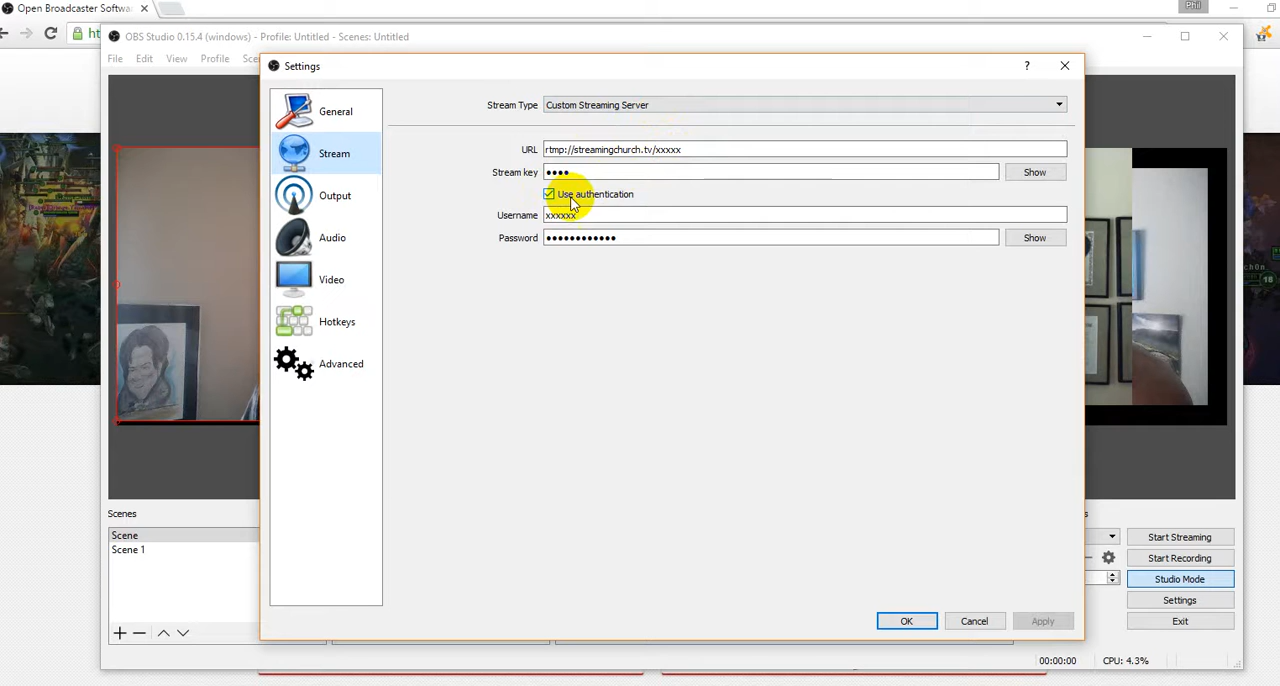 Open Broadcaster Softwa
Phil
OBS Studio 0.15.4 (windows) - Profile: Untitled - Scenes: Untitled
File Edit View Profile
Settings
?
General
Stream
Output
Audio
Video
Hotkeys
Advanced
Stream Type Custom Streaming Server
URL rtmp://streamingchurch.tv/xxxxx
Stream key •••• Show
Use authentication
Username xxxxxx
Password •••••••••••• Show
18
Scenes
Scene
Scene 1
Start Streaming
Start Recording
Studio Mode
Settings
Exit
OK Cancel Apply
00:00:00 CPU: 4.3%